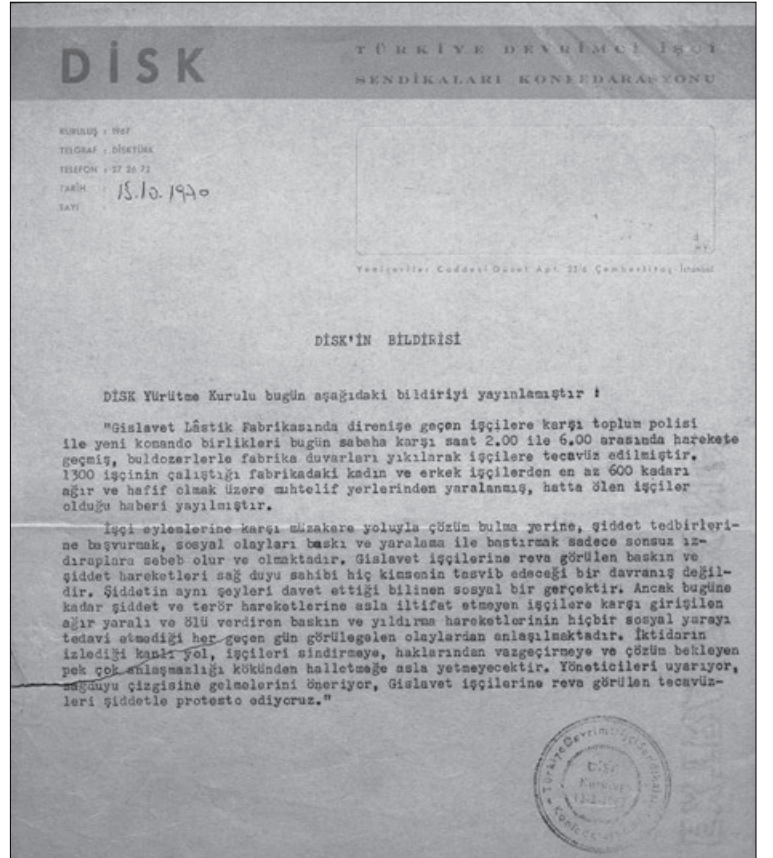 DİSK
TÜRKİYE DEVRİMCİ İŞÇİ
SENDİKALARI KONFEDARASYONU
KURULUŞ : 1967
TELGRAF : DİSKTÜRK
TELEFON : 27 26 72
TARİH 15.10.1970
SAYI
Yeniçeriler Caddesi Güset Apt. 23/6 Çemberlitaş İstanbul
DİSK'İN BİLDİRİSİ
DİSK Yürütme Kurulu bugün aşağıdaki bildiriyi yayınlamıştır :
"Gislavet Lâstik Fabrikasında direnişe geçen işçilere karşı toplum polisi
ile yeni komando birlikleri bugün sabaha karşı saat 2.00 ile 6.00 arasında harekete
geçmiş, buldozerlerle fabrika duvarları yıkılarak işçilere tecavüz edilmiştir.
1300 işçinin çalıştığı fabrikadaki kadın ve erkek işçilerden en az 600 kadarı
ağır ve hafif olmak üzere muhtelif yerlerinden yaralanmış, hatta ölen işçiler
olduğu haberi yayılmıştır.
İşçi eylemlerine karşı müzakere yoluyla çözüm bulma yerine, şiddet tedbirleri-
ne başvurmak, sosyal olayları baskı ve yaralama ile bastırmak sadece sonsuz ız-
dıraplara sebeb olur ve olmaktadır. Gislavet işçilerine reva görülen baskın ve
şiddet hareketleri sağ duyu sahibi hiç kimsenin tasvib edeceği bir davranış değil-
dir. Şiddetin aynı şeyleri davet ettiği bilinen sosyal bir gerçektir. Ancak bugüne
kadar şiddet ve terör hareketlerine asla iltifat etmeyen işçilere karşı girişilen
ağır yaralı ve ölü verdiren baskın ve yıldırma hareketlerinin hiçbir sosyal yarayı
tedavi etmediği her geçen gün görülegelen olaylardan anlaşılmaktadır. İktidarın
izlediği kanlı yol, işçileri sindirmeye, haklarından vazgeçirmeye ve çözüm bekleyen
pek çok anlaşmazlığı kökünden halletmeğe asla yetmeyecektir. Yöneticileri uyarıyor,
sağduyu çizgisine gelmelerini öneriyor, Gislavet işçilerine reva görülen tecavüz-
leri şiddetle protesto ediyoruz."
Türkiye Devrimci İşçi Sendikaları
DİSK
Kuruluş